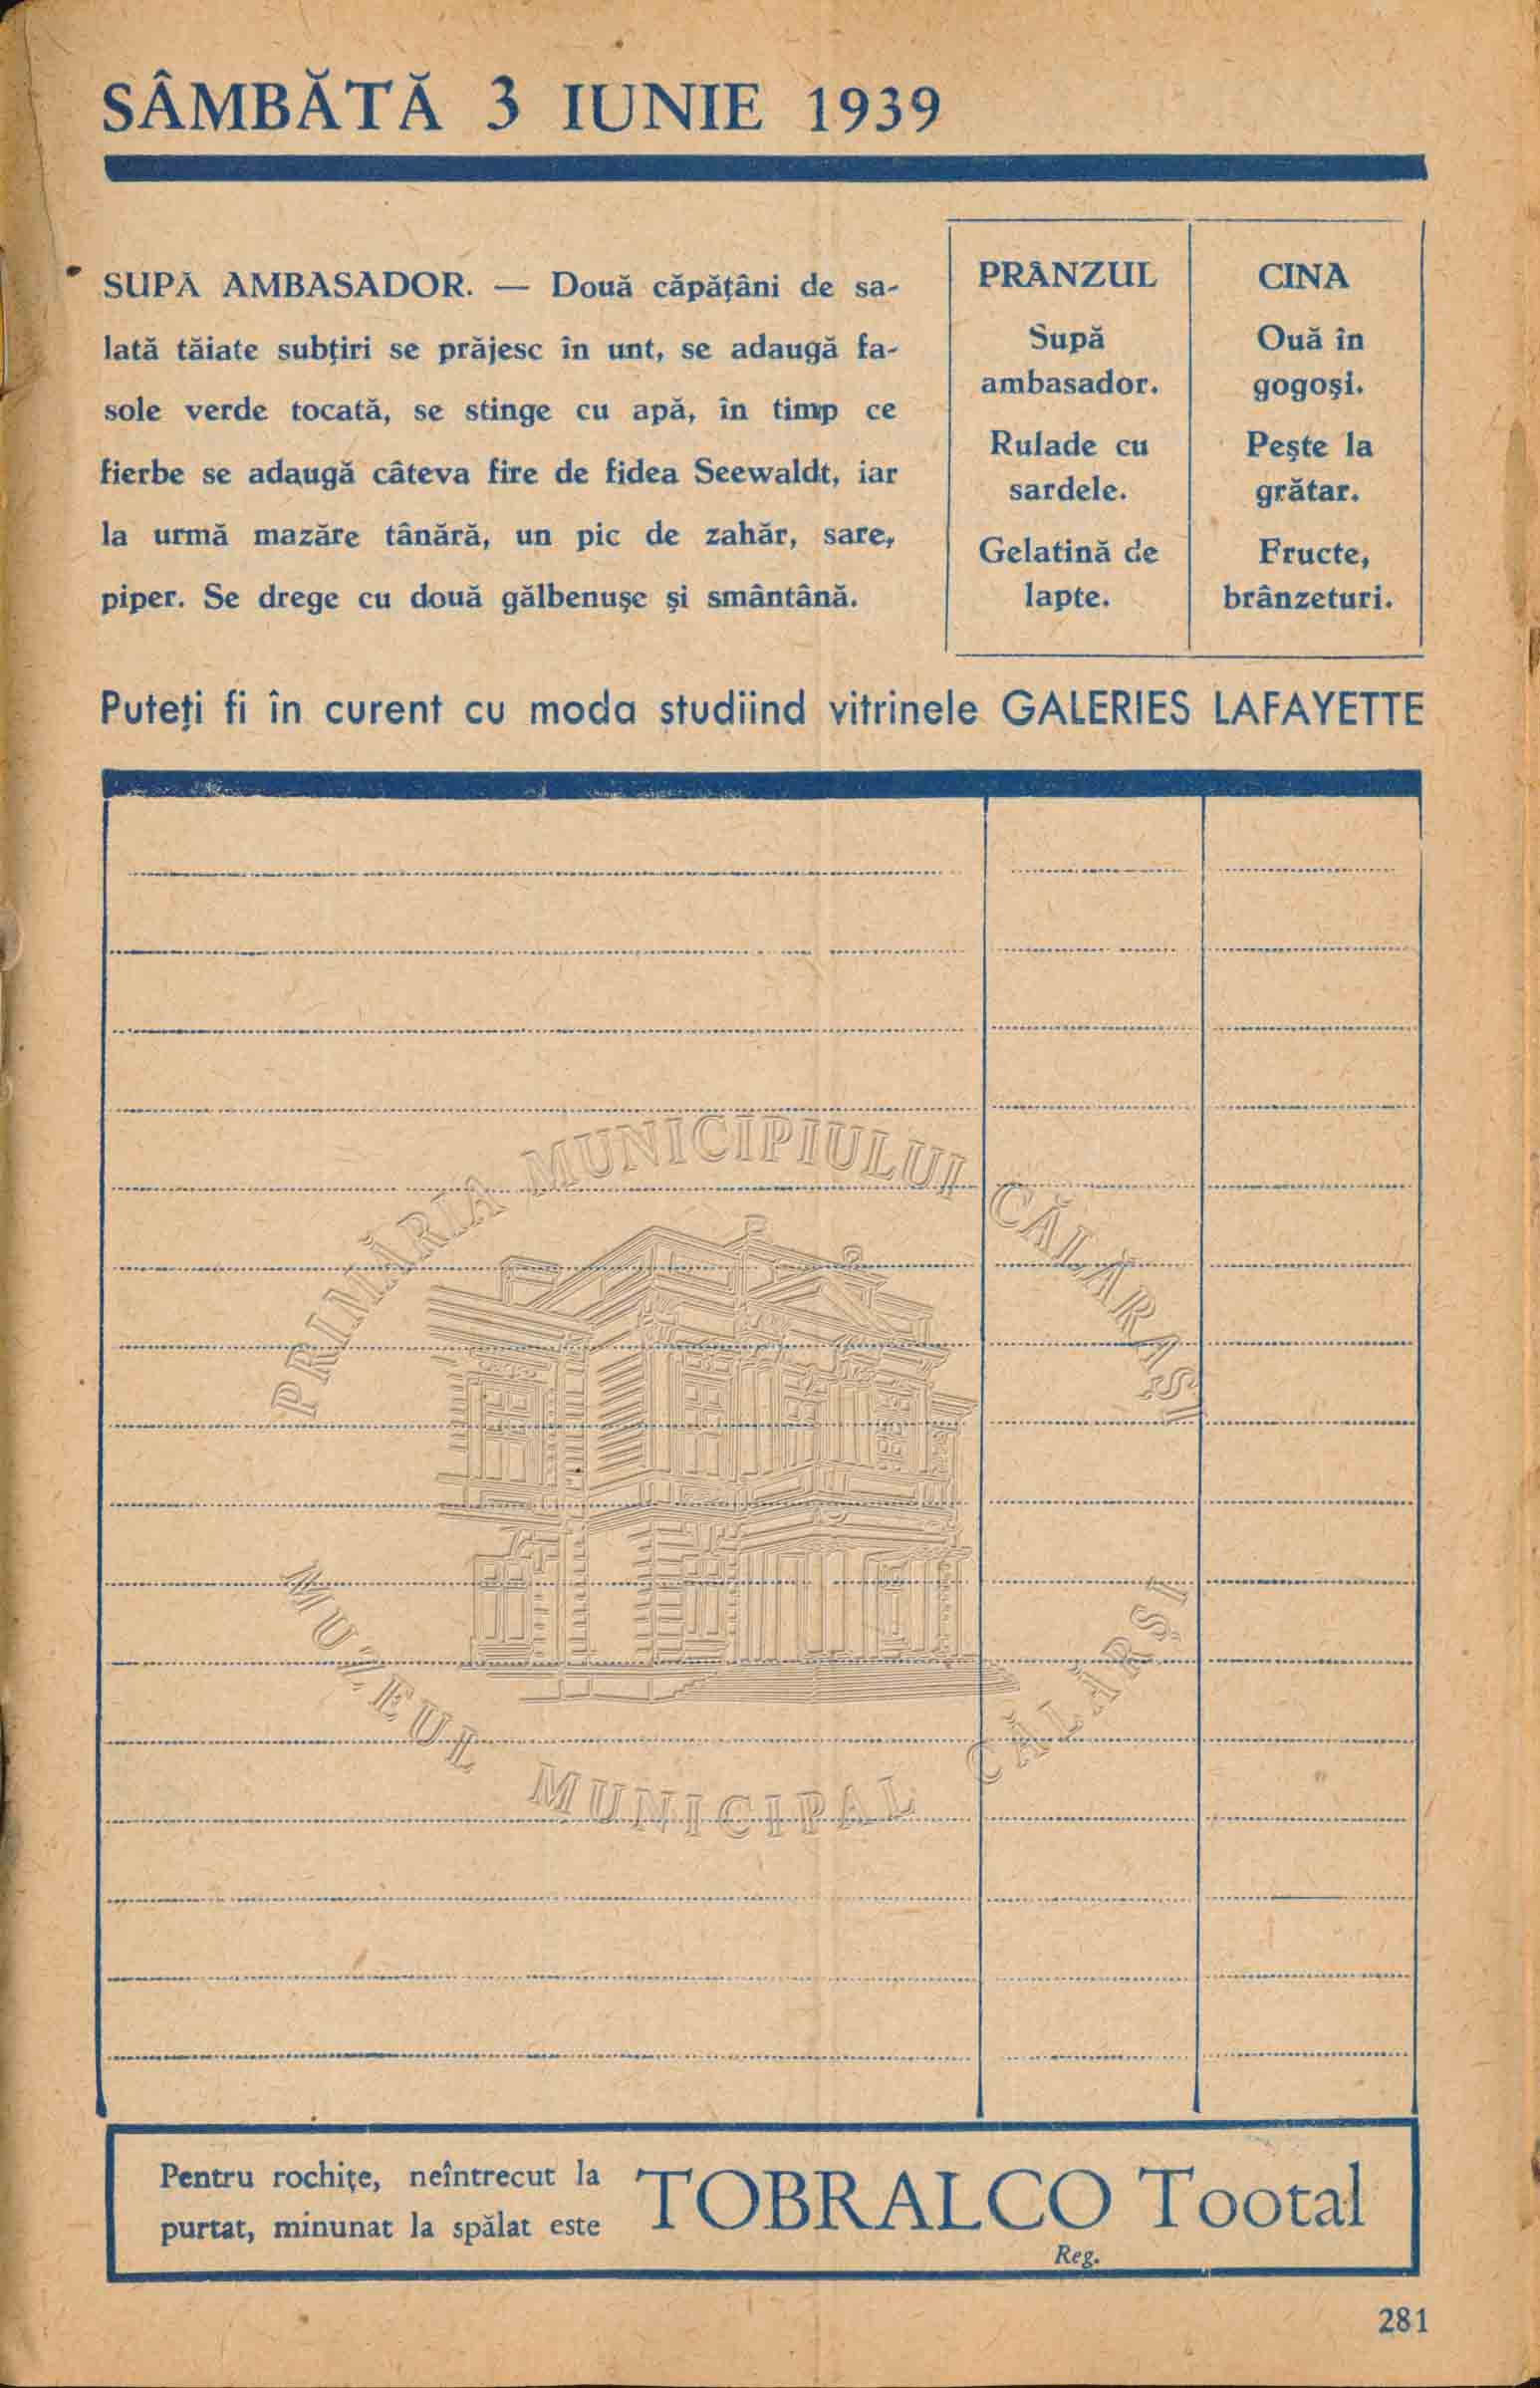 SÂMBĂTĂ 3 IUNIE 1939
SUPĂ AMBASADOR. — Două căpăţâni de sa-
lată tăiate subţiri se prăjesc în unt, se adaugă fa-
sole verde tocată, se stinge cu apă, în timp ce
fierbe se adaugă câteva fire de fidea Seewaldt, iar
la urmă mazăre tânără, un pic de zahăr, sare,
piper. Se drege cu două gălbenuşe şi smântână.
PRÂNZUL
Supă
ambasador.
Rulade cu
sardele.
Gelatină de
lapte.
CINA
Ouă în
gogoşi.
Peşte la
grătar.
Fructe,
brânzeturi.
Puteţi fi în curent cu moda studiind vitrinele GALERIES LAFAYETTE
PRIMĂRIA MUNICIPIULUI CĂLĂRAŞI
MUZEUL MUNICIPAL CĂLĂRŞI
Pentru rochiţe, neîntrecut la
purtat, minunat la spălat este
TOBRALCO Tootal
Reg.
281